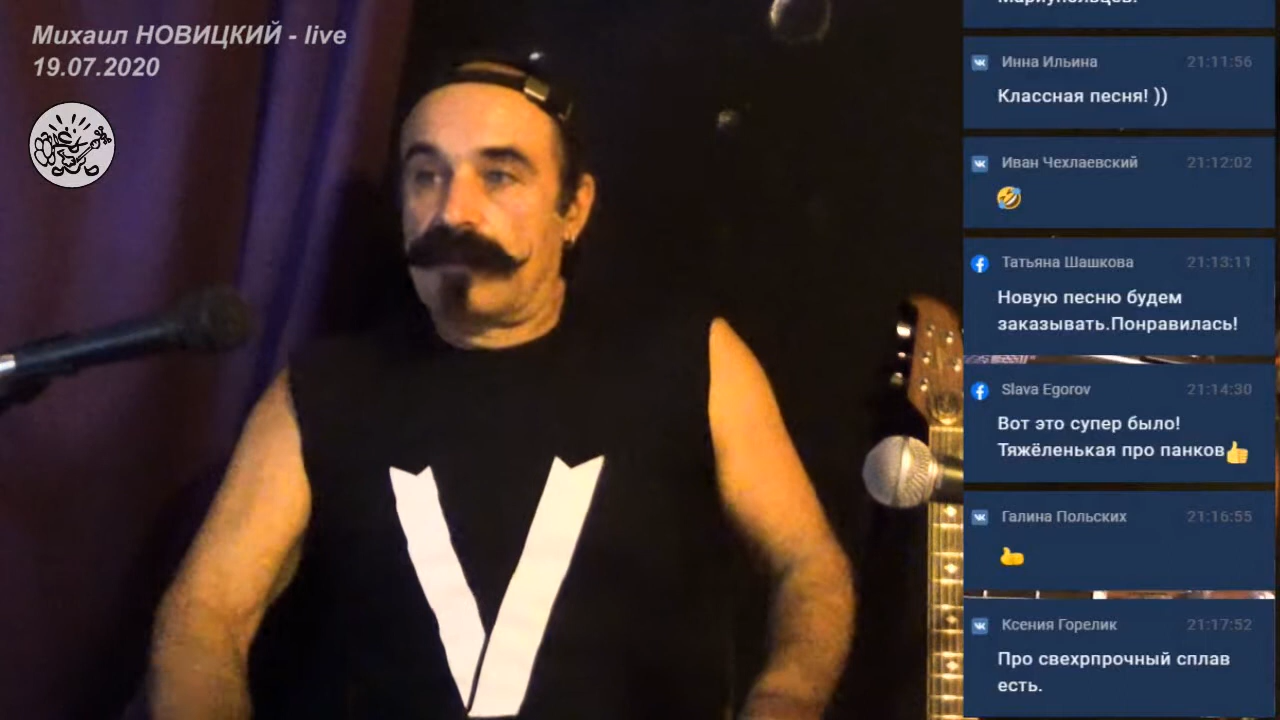 Михаил НОВИЦКИЙ - live
19.07.2020
Мариупольцев.
Инна Ильина 21:11:56
Классная песня! ))
Иван Чехлаевский 21:12:02
Татьяна Шашкова 21:13:11
Новую песню будем
заказывать.Понравилась!
Slava Egorov 21:14:30
Вот это супер было!
Тяжёленькая про панков
Галина Польских 21:16:55
Ксения Горелик 21:17:52
Про свехрпрочный сплав
есть.